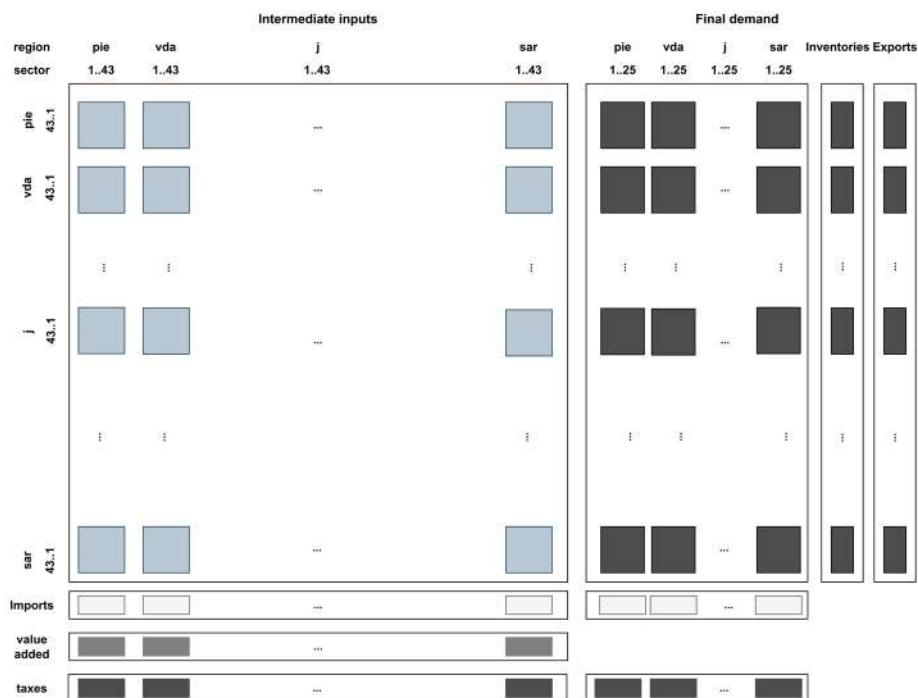 Intermediate inputs Final demand
region pie vda j sar pie vda j sar Inventories Exports
sector 1..43 1..43 1..43 1..43 1..25 1..25 1..25 1..25
pie
43..1
... ...
vda
43..1
... ...
... ... ... ... ... ... ... ...
j
43..1
... ...
... ... ... ... ... ... ... ...
sar
43..1
... ...
Imports ... ...
value
added ...
taxes ... ...